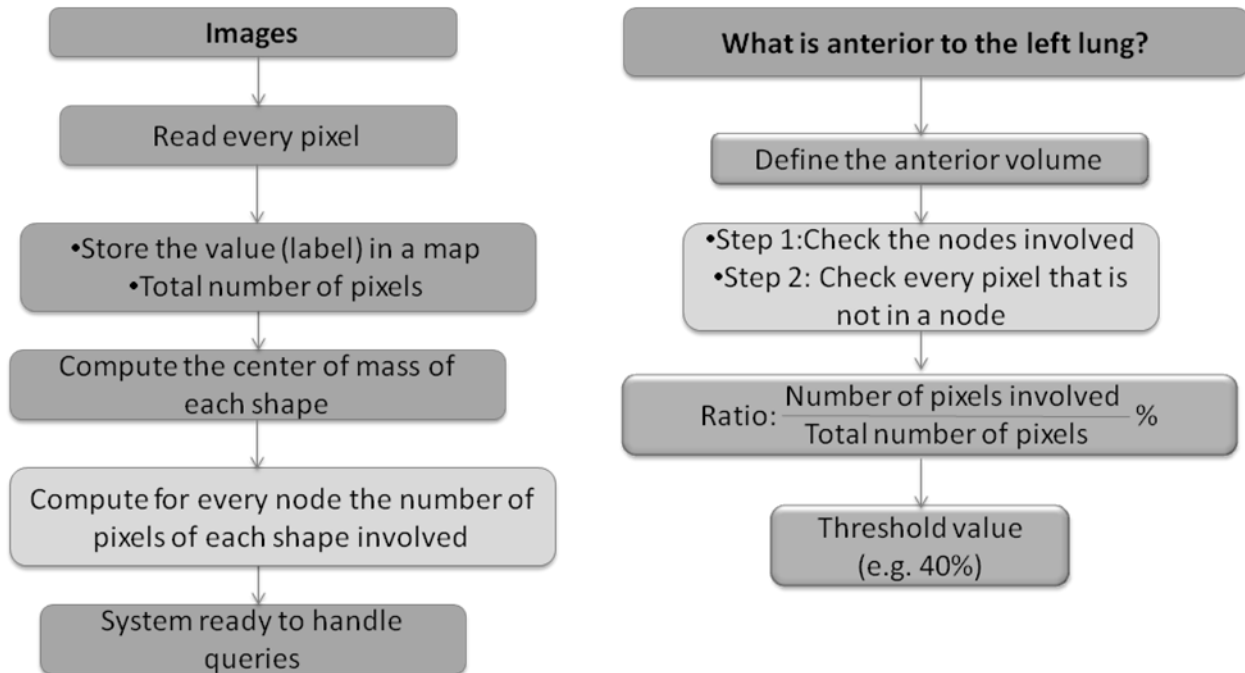 Images
Read every pixel
•Store the value (label) in a map
•Total number of pixels
Compute the center of mass of
each shape
Compute for every node the number of
pixels of each shape involved
System ready to handle
queries
What is anterior to the left lung?
Define the anterior volume
•Step 1:Check the nodes involved
•Step 2: Check every pixel that is
not in a node
Ratio: Number of pixels involved %
Total number of pixels
Threshold value
(e.g. 40%)